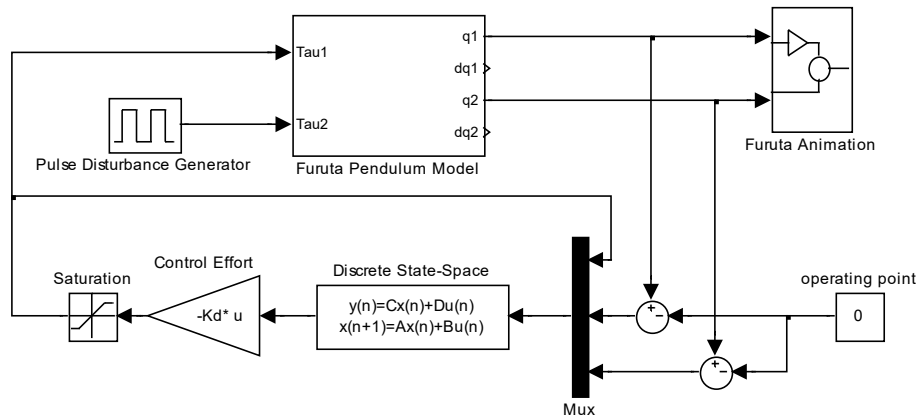 q1
Tau1
dq1
q2
Tau2
dq2
Pulse Disturbance Generator
Furuta Pendulum Model
Furuta Animation
Control Effort
Saturation
Discrete State-Space
operating point
y(n)=Cx(n)+Du(n)
x(n+1)=Ax(n)+Bu(n)
-Kd* u
+
−
0
+
−
Mux